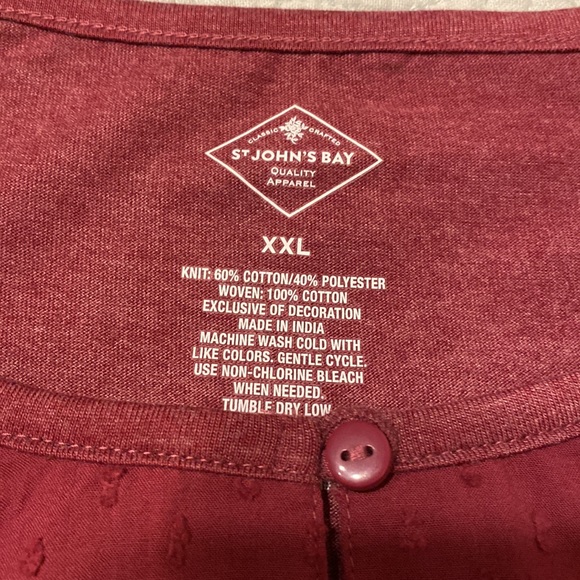 CLASSIC CRAFTED
ST JOHN'S BAY
QUALITY
APPAREL
XXL
KNIT: 60% COTTON/40% POLYESTER
WOVEN: 100% COTTON
EXCLUSIVE OF DECORATION
MADE IN INDIA
MACHINE WASH COLD WITH
LIKE COLORS. GENTLE CYCLE.
USE NON-CHLORINE BLEACH
WHEN NEEDED.
TUMBLE DRY LOW